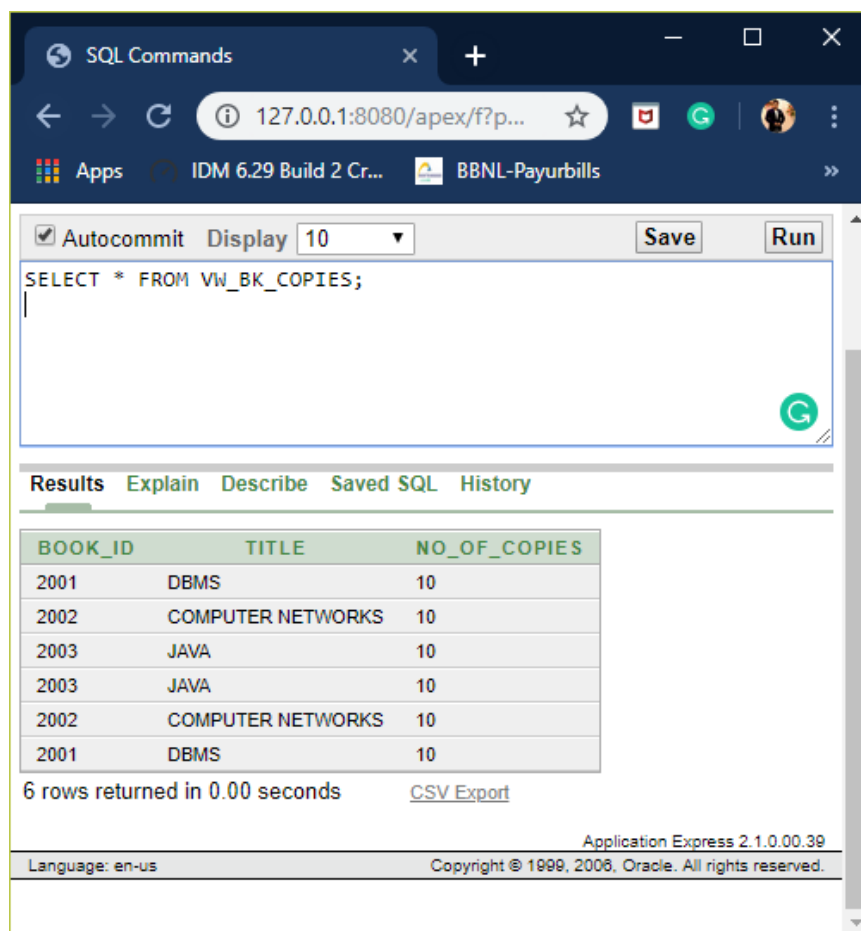 SQL Commands
127.0.0.1:8080/apex/f?p...
Apps IDM 6.29 Build 2 Cr... BBNL-Payurbills »
Autocommit Display 10 Save Run
SELECT * FROM VW_BK_COPIES;
Results Explain Describe Saved SQL History
BOOK_ID TITLE NO_OF_COPIES
2001 DBMS 10
2002 COMPUTER NETWORKS 10
2003 JAVA 10
2003 JAVA 10
2002 COMPUTER NETWORKS 10
2001 DBMS 10
6 rows returned in 0.00 seconds CSV Export
Application Express 2.1.0.00.39
Language: en-us Copyright © 1999, 2006, Oracle. All rights reserved.